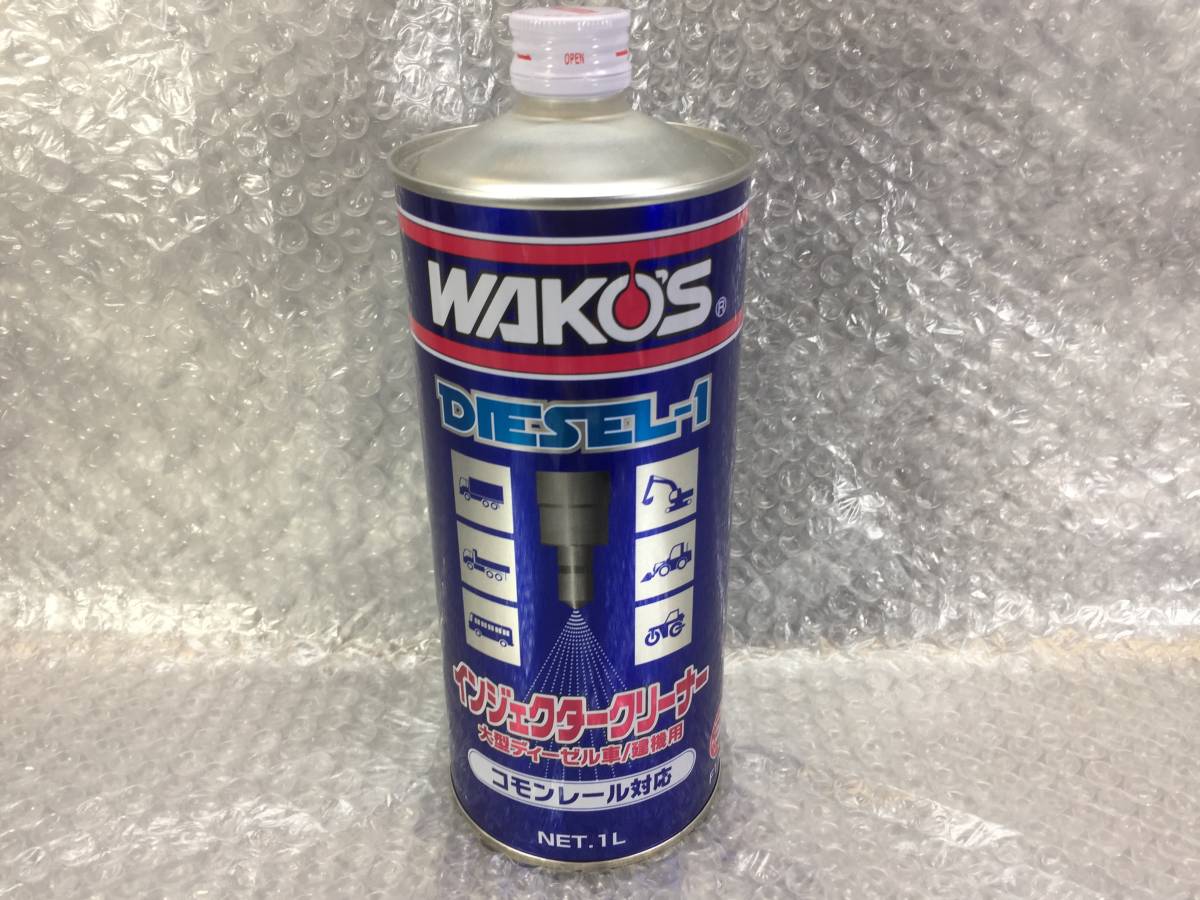 OPEN
WAKO'S ®
DIESEL-1
インジェクタークリーナー
大型ディーゼル車/建機用
コモンレール対応
NET.1L